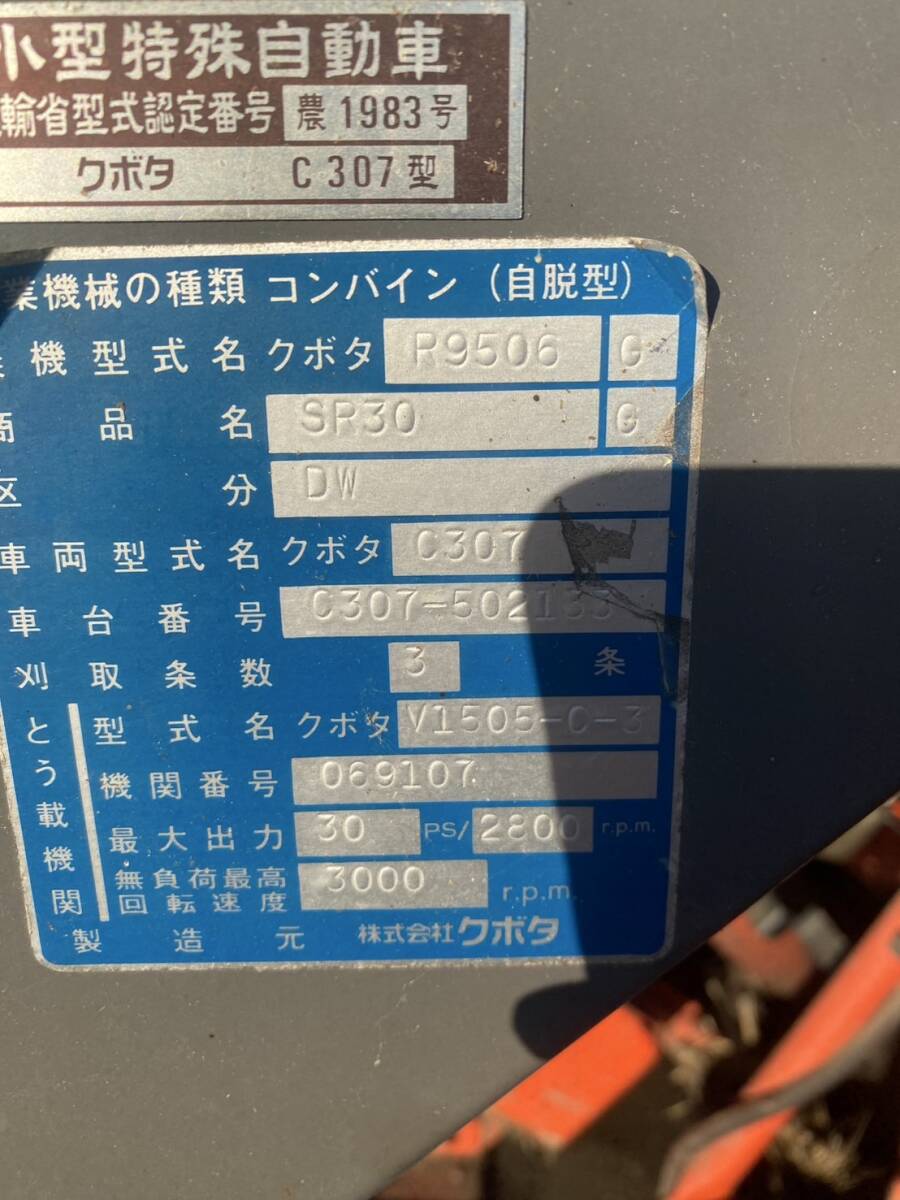 小型特殊自動車
輸省型式認定番号 農1983号
クボタ C307型
業機械の種類 コンバイン (自脱型)
機型式名 クボタ R9506 G
商品名 SR30 G
区分 DW
車両型式名 クボタ C307
車台番号 C307-502133
刈取条数 3 条
とう載機関
型式名 クボタ V1505-C-3
機関番号 069107
最大出力 30 PS/2800 r.p.m.
無負荷最高回転速度 3000 r.p.m.
製造元 株式会社クボタ